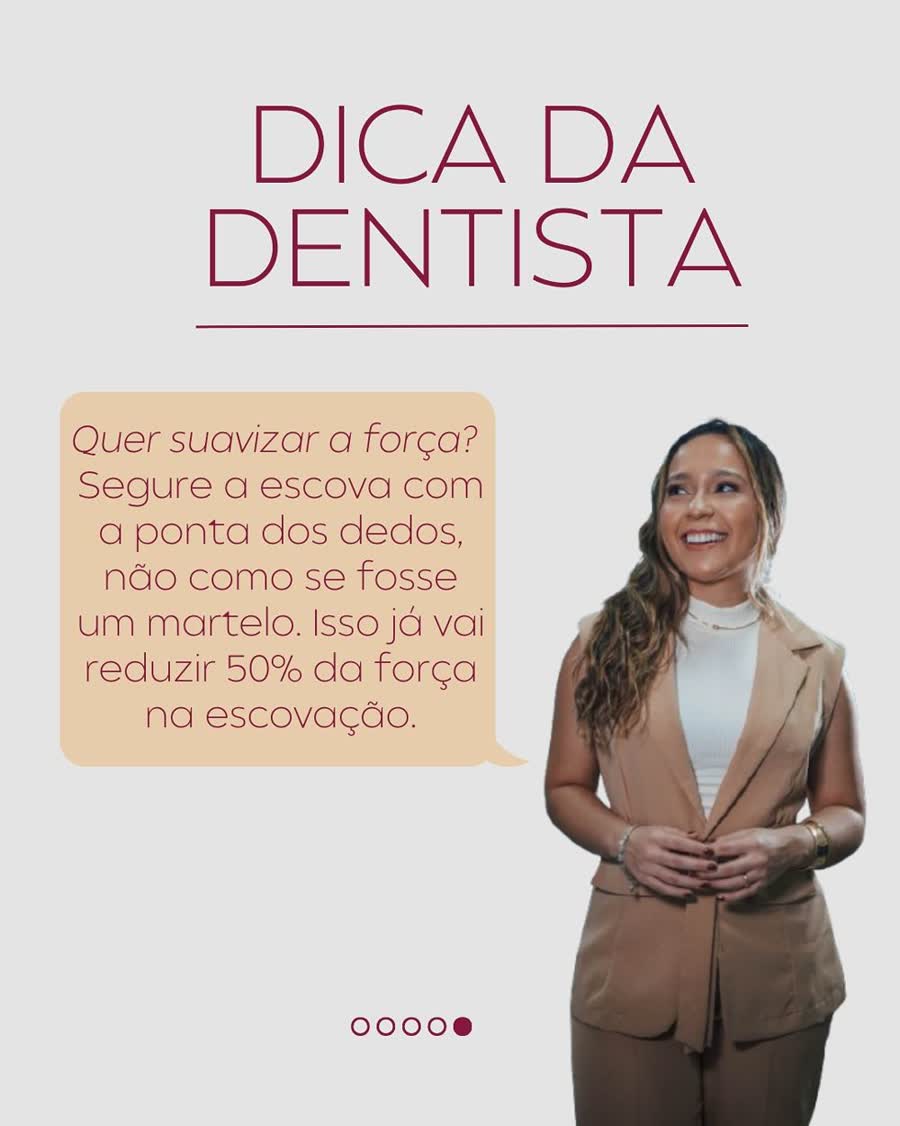 DICA DA
DENTISTA
Quer suavizar a força?
Segure a escova com
a ponta dos dedos,
não como se fosse
um martelo. Isso já vai
reduzir 50% da força
na escovação.